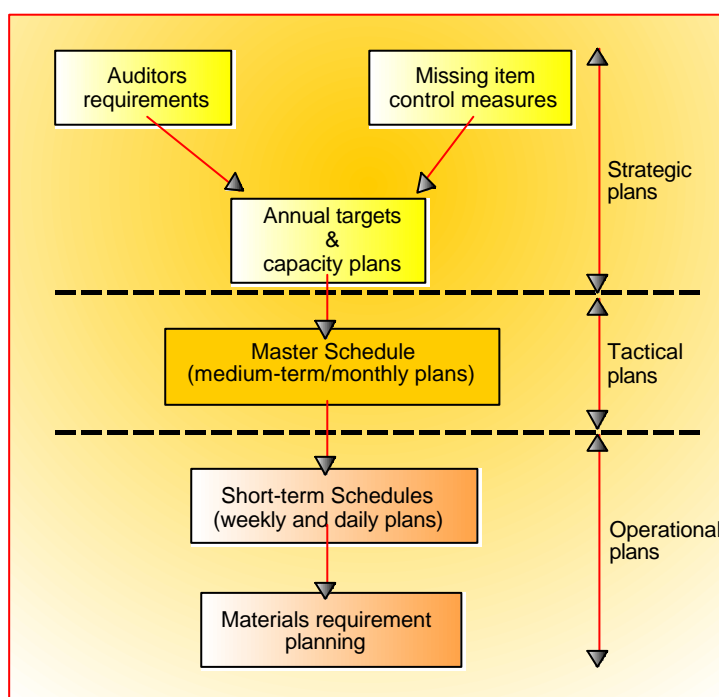 Auditors
requirements
Missing item
control measures
Annual targets
&
capacity plans
Strategic
plans
Master Schedule
(medium-term/monthly plans)
Tactical
plans
Short-term Schedules
(weekly and daily plans)
Operational
plans
Materials requirement
planning